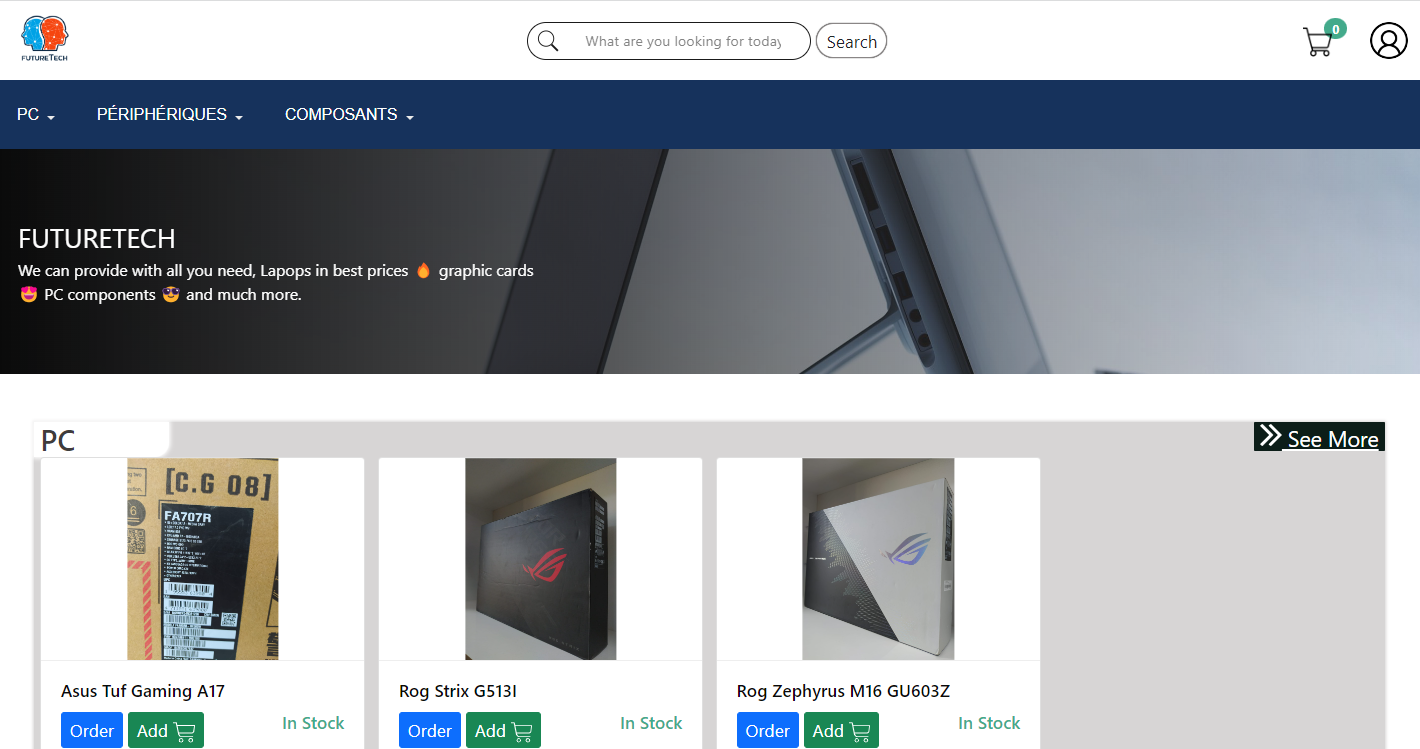 FUTURETECH
What are you looking for today
Search
0
PC
PÉRIPHÉRIQUES
COMPOSANTS
FUTURETECH
We can provide with all you need, Lapops in best prices 🔥 graphic cards
😍 PC components 😎 and much more.
PC
See More
[C.G 08]
6
FA707R
Asus Tuf Gaming A17
Rog Strix G513I
Rog Zephyrus M16 GU603Z
Order
Add
In Stock
Order
Add
In Stock
Order
Add
In Stock